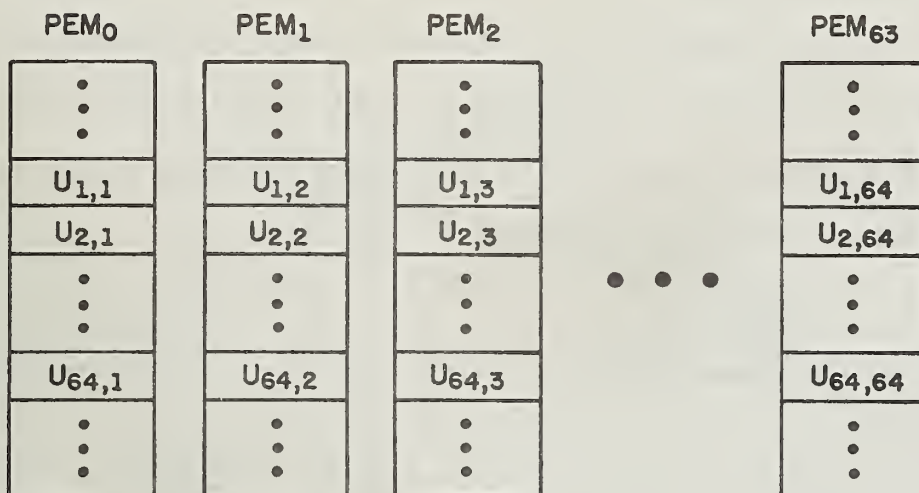 PEM₀ PEM₁ PEM₂ PEM₆₃
U₁,₁ U₁,₂ U₁,₃ U₁,₆₄
U₂,₁ U₂,₂ U₂,₃ U₂,₆₄
U₆₄,₁ U₆₄,₂ U₆₄,₃ U₆₄,₆₄